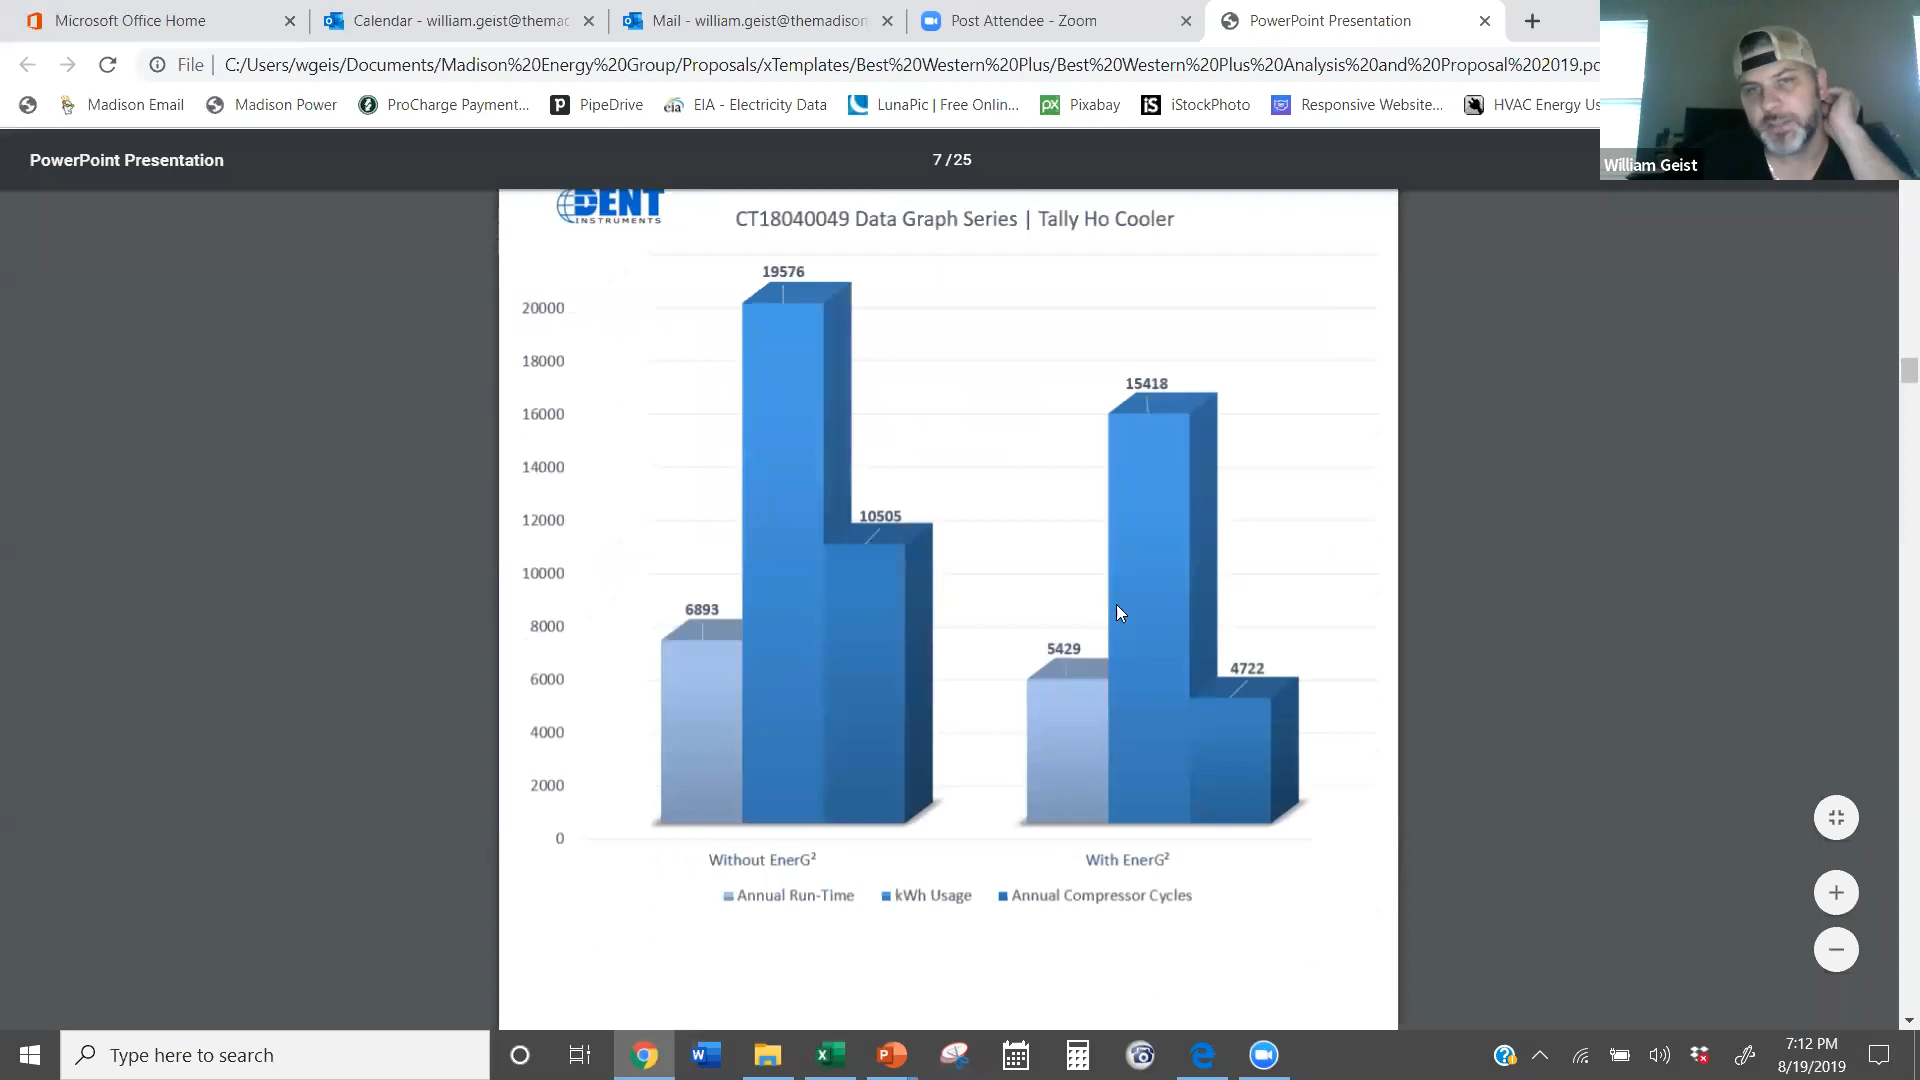 Microsoft Office Home
Calendar - william.geist@themac
Mail - william.geist@themadison
Post Attendee - Zoom
PowerPoint Presentation
File
C:/Users/wgeis/Documents/Madison%20Energy%20Group/Proposals/xTemplates/Best%20Western%20Plus/Best%20Western%20Plus%20Analysis%20and%20Proposal%202019.pc
Madison Email
Madison Power
ProCharge Payment...
PipeDrive
EIA - Electricity Data
LunaPic | Free Onlin...
Pixabay
iStockPhoto
Responsive Website...
HVAC Energy Us
William Geist
PowerPoint Presentation
7 / 25
DENT
INSTRUMENTS
CT18040049 Data Graph Series | Tally Ho Cooler
20000
18000
16000
14000
12000
10000
8000
6000
4000
2000
0
6893
19576
10505
5429
15418
4722
Without EnerG²
With EnerG²
Annual Run-Time
kWh Usage
Annual Compressor Cycles
Type here to search
7:12 PM
8/19/2019